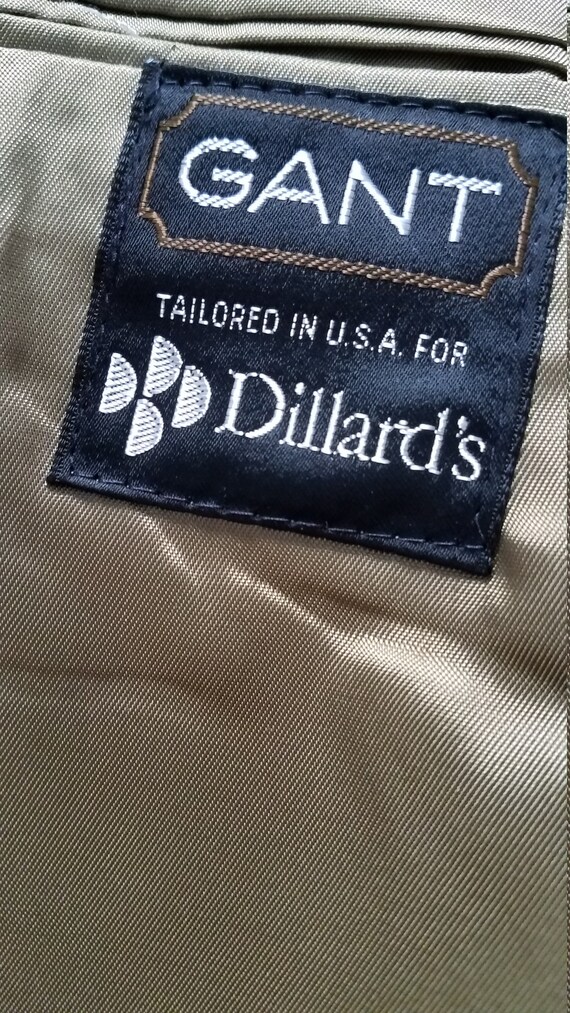 GANT
TAILORED IN U.S.A. FOR
Dillard's